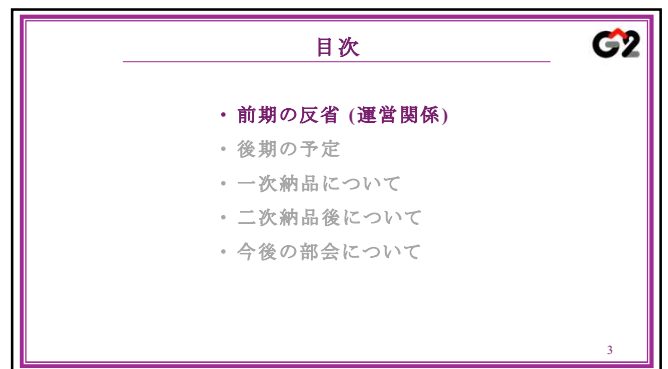 目次
G2
・前期の反省 (運営関係)
・後期の予定
・一次納品について
・二次納品後について
・今後の部会について
3